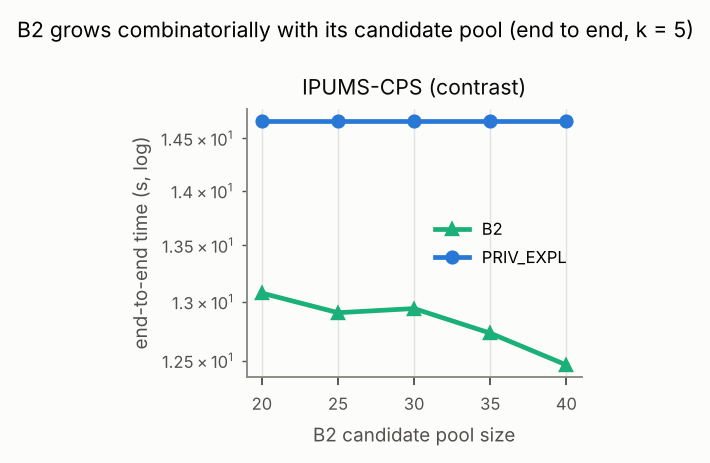 B2 grows combinatorially with its candidate pool (end to end, k = 5)
IPUMS-CPS (contrast)
end-to-end time (s, log)
1.45 × 10¹
1.4 × 10¹
1.35 × 10¹
1.3 × 10¹
1.25 × 10¹
B2
PRIV_EXPL
20 25 30 35 40
B2 candidate pool size